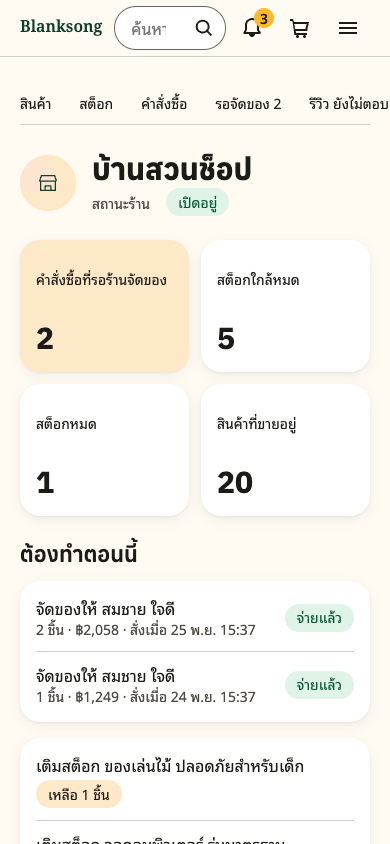 Blanksong
ค้นหา
3
สินค้า สต็อก คำสั่งซื้อ รอจัดของ 2 รีวิว ยังไม่ตอบ
บ้านสวนช็อป
สถานะร้าน เปิดอยู่
คำสั่งซื้อที่รอร้านจัดของ
2
สต็อกใกล้หมด
5
สต็อกหมด
1
สินค้าที่ขายอยู่
20
ต้องทำตอนนี้
จัดของให้ สมชาย ใจดี
2 ชิ้น · ฿2,058 · สั่งเมื่อ 25 พ.ย. 15:37
จ่ายแล้ว
จัดของให้ สมชาย ใจดี
1 ชิ้น · ฿1,249 · สั่งเมื่อ 24 พ.ย. 15:37
จ่ายแล้ว
เติมสต็อก ของเล่นไม้ ปลอดภัยสำหรับเด็ก
เหลือ 1 ชิ้น
เติมสต็อก